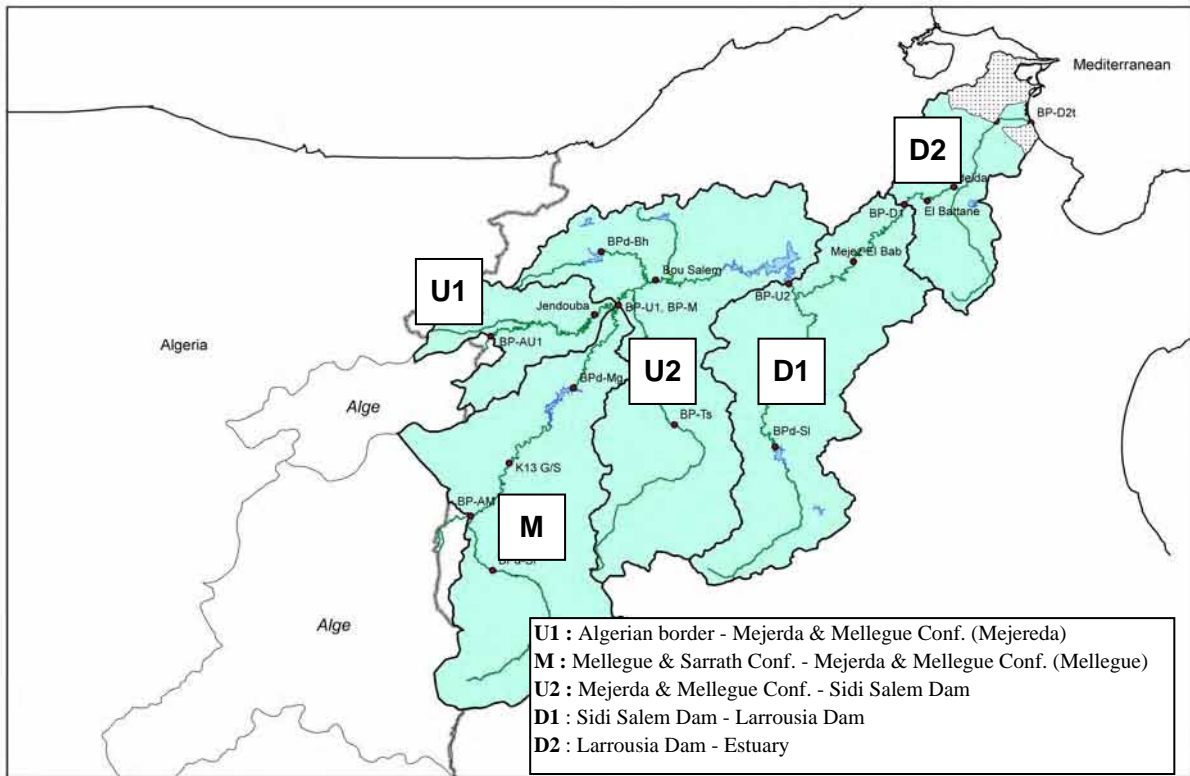 Mediterranean
BP-D2t
D2
BP-D1
El Battane
Mejez El Bab
BPd-Bh
Bou Salem
U1
BP-U2
Jendouba
BP-U1, BP-M
BP-AU1
Algeria
U2
D1
BPd-Mg
Alge
BP-Ts
BPd-Sl
K13 G/S
BP-AM
M
Alge
U1 : Algerian border - Mejerda & Mellegue Conf. (Mejereda)
M : Mellegue & Sarrath Conf. - Mejerda & Mellegue Conf. (Mellegue)
U2 : Mejerda & Mellegue Conf. - Sidi Salem Dam
D1 : Sidi Salem Dam - Larrousia Dam
D2 : Larrousia Dam - Estuary